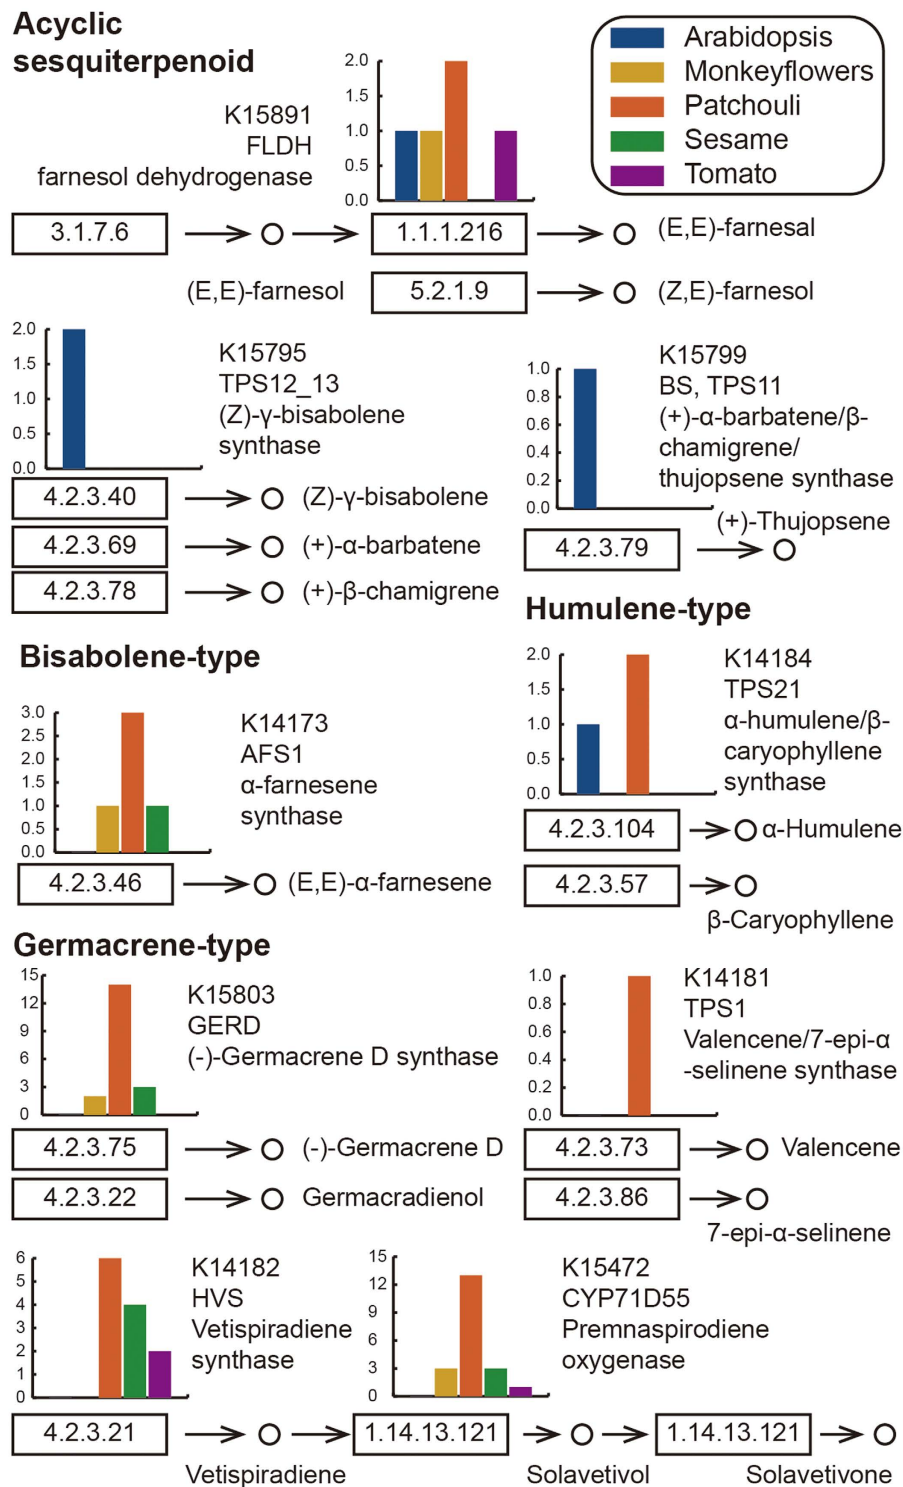 Acyclic
sesquiterpenoid
Arabidopsis
Monkeyflowers
Patchouli
Sesame
Tomato
2.0
1.5
1.0
0.5
0.0
K15891
FLDH
farnesol dehydrogenase
3.1.7.6
1.1.1.216
(E,E)-farnesal
(E,E)-farnesol
5.2.1.9
(Z,E)-farnesol
2.0
1.5
1.0
0.5
0.0
K15795
TPS12_13
(Z)-γ-bisabolene
synthase
4.2.3.40
(Z)-γ-bisabolene
4.2.3.69
(+)-α-barbatene
4.2.3.78
(+)-β-chamigrene
1.0
0.8
0.6
0.4
0.2
0.0
K15799
BS, TPS11
(+)-α-barbatene/β-
chamigrene/
thujopsene synthase
(+)-Thujopsene
4.2.3.79
Bisabolene-type
3.0
2.5
2.0
1.5
1.0
0.5
0.0
K14173
AFS1
α-farnesene
synthase
4.2.3.46
(E,E)-α-farnesene
Humulene-type
2.0
1.5
1.0
0.5
0.0
K14184
TPS21
α-humulene/β-
caryophyllene
synthase
4.2.3.104
α-Humulene
4.2.3.57
β-Caryophyllene
Germacrene-type
15
12
9
6
3
0
K15803
GERD
(-)-Germacrene D synthase
4.2.3.75
(-)-Germacrene D
4.2.3.22
Germacradienol
1.0
0.8
0.6
0.4
0.2
0.0
K14181
TPS1
Valencene/7-epi-α
-selinene synthase
4.2.3.73
Valencene
4.2.3.86
7-epi-α-selinene
6
5
4
3
2
1
0
K14182
HVS
Vetispiradiene
synthase
15
12
9
6
3
0
K15472
CYP71D55
Premnaspirodiene
oxygenase
4.2.3.21
1.14.13.121
1.14.13.121
Vetispiradiene
Solavetivol
Solavetivone